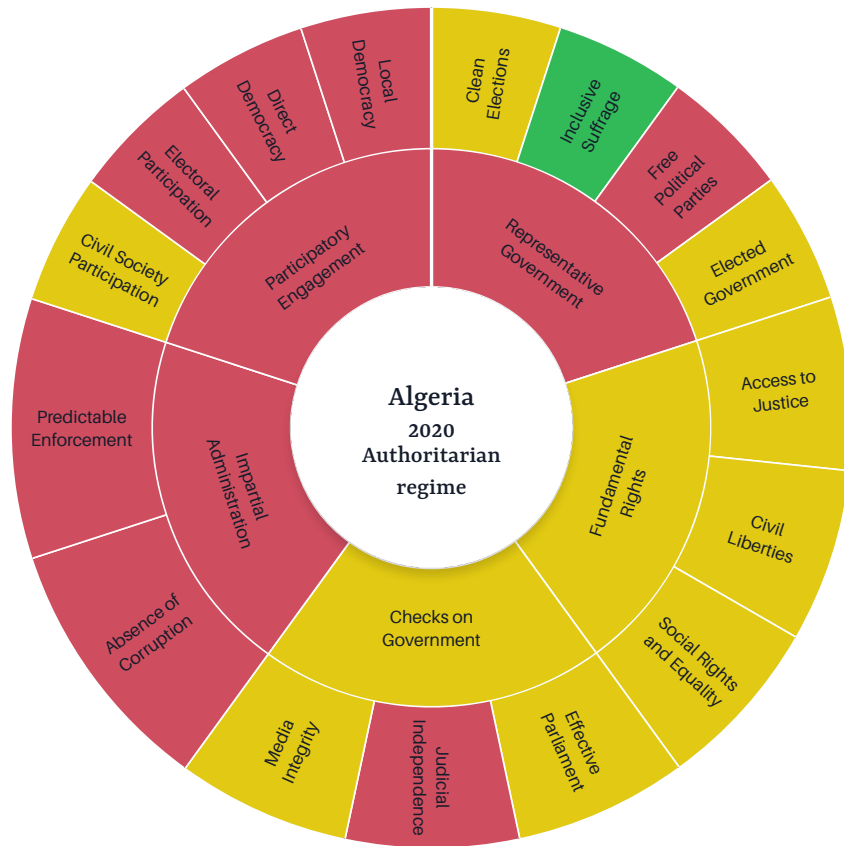 Algeria
2020
Authoritarian
regime
Representative
Government
Fundamental
Rights
Checks on
Government
Impartial
Administration
Participatory
Engagement
Clean
Elections
Inclusive
Suffrage
Free
Political
Parties
Elected
Government
Access to
Justice
Civil
Liberties
Social Rights
and Equality
Effective
Parliament
Judicial
Independence
Media
Integrity
Absence of
Corruption
Predictable
Enforcement
Civil Society
Participation
Electoral
Participation
Direct
Democracy
Local
Democracy